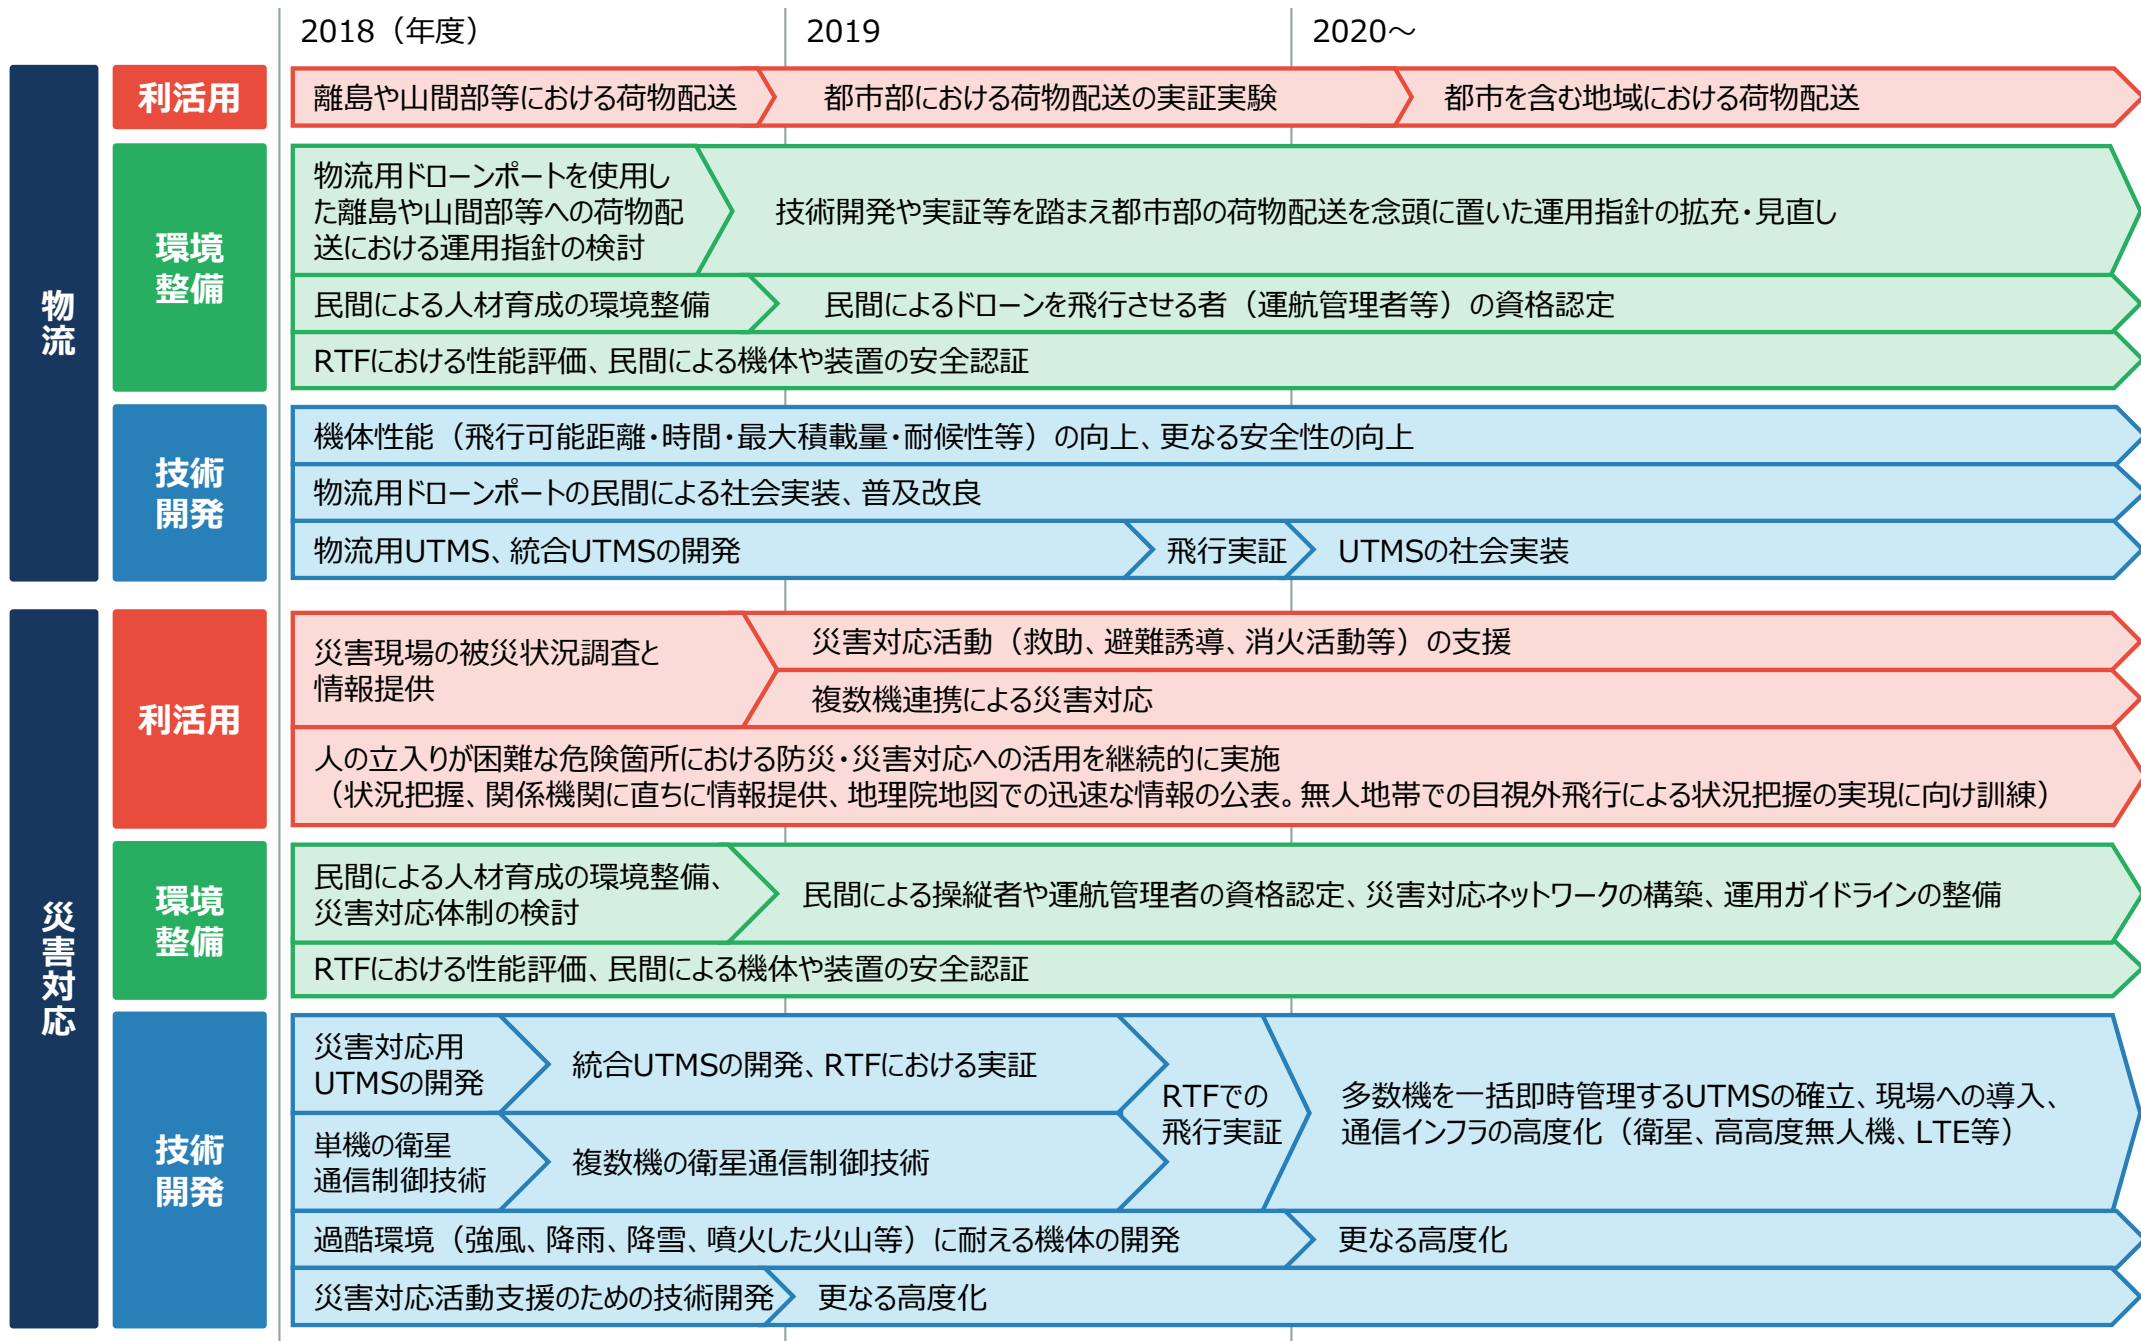 2018（年度）
2019
2020～
物流
利活用
離島や山間部等における荷物配送
都市部における荷物配送の実証実験
都市を含む地域における荷物配送
環境
整備
物流用ドローンポートを使用し
た離島や山間部等への荷物配
送における運用指針の検討
技術開発や実証等を踏まえ都市部の荷物配送を念頭に置いた運用指針の拡充・見直し
民間による人材育成の環境整備
民間によるドローンを飛行させる者（運航管理者等）の資格認定
RTFにおける性能評価、民間による機体や装置の安全認証
技術
開発
機体性能（飛行可能距離・時間・最大積載量・耐候性等）の向上、更なる安全性の向上
物流用ドローンポートの民間による社会実装、普及改良
物流用UTMS、統合UTMSの開発
飛行実証
UTMSの社会実装
災害対応
利活用
災害現場の被災状況調査と
情報提供
災害対応活動（救助、避難誘導、消火活動等）の支援
複数機連携による災害対応
人の立入りが困難な危険箇所における防災・災害対応への活用を継続的に実施
（状況把握、関係機関に直ちに情報提供、地理院地図での迅速な情報の公表。無人地帯での目視外飛行による状況把握の実現に向け訓練）
環境
整備
民間による人材育成の環境整備、
災害対応体制の検討
民間による操縦者や運航管理者の資格認定、災害対応ネットワークの構築、運用ガイドラインの整備
RTFにおける性能評価、民間による機体や装置の安全認証
技術
開発
災害対応用
UTMSの開発
統合UTMSの開発、RTFにおける実証
単機の衛星
通信制御技術
複数機の衛星通信制御技術
RTFでの
飛行実証
多数機を一括即時管理するUTMSの確立、現場への導入、
通信インフラの高度化（衛星、高高度無人機、LTE等）
過酷環境（強風、降雨、降雪、噴火した火山等）に耐える機体の開発
更なる高度化
災害対応活動支援のための技術開発
更なる高度化